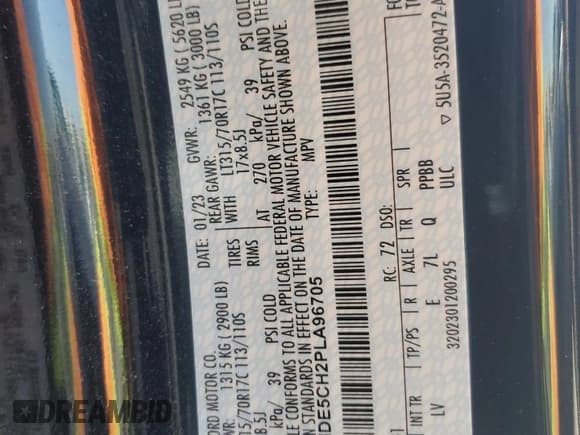 ORD MOTOR CO.
DATE: 01/23 GVWR: 2549 KG ( 5620 L
1315 KG ( 2900 LB) REAR GAWR: 1361 KG ( 3000 LB)
15/70R17C 113/110S TIRES WITH LT315/70R17C 113/110S
8.5J RIMS 17x8.5J
kPa/ 39 PSI COLD AT 270 kPa/ 39 PSI COLD
LE CONFORMS TO ALL APPLICABLE FEDERAL MOTOR VEHICLE SAFETY AND THE
N STANDARDS IN EFFECT ON THE DATE OF MANUFACTURE SHOWN ABOVE.
DE5CH2PLA96705 TYPE: MPV
RC: 72 DSO: FO
INT TR TP/PS R AXLE TR SPR
LV E 7L Q PPBB
3202301200295 ULC
▽ 5U5A-3520472-A
DREAMBID